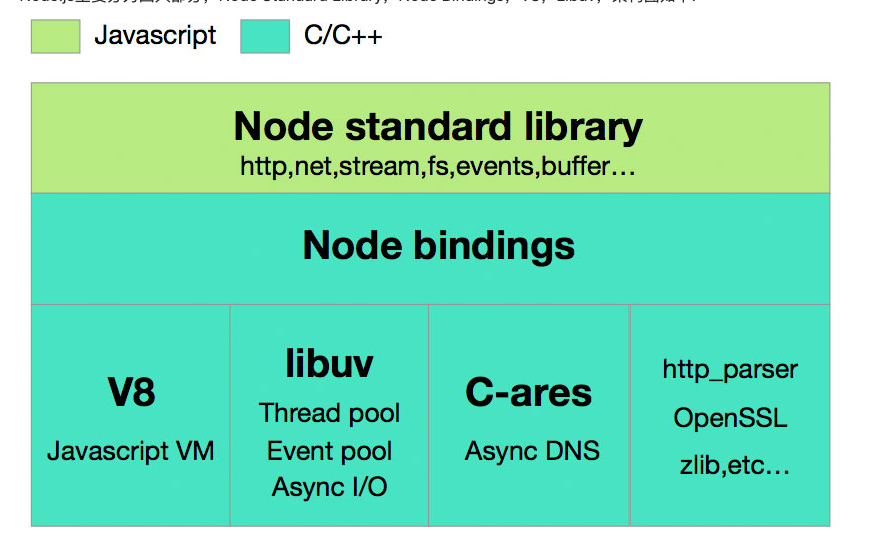 Javascript
C/C++
Node standard library
http,net,stream,fs,events,buffer…
Node bindings
V8
Javascript VM
libuv
Thread pool
Event pool
Async I/O
C-ares
Async DNS
http_parser
OpenSSL
zlib,etc…